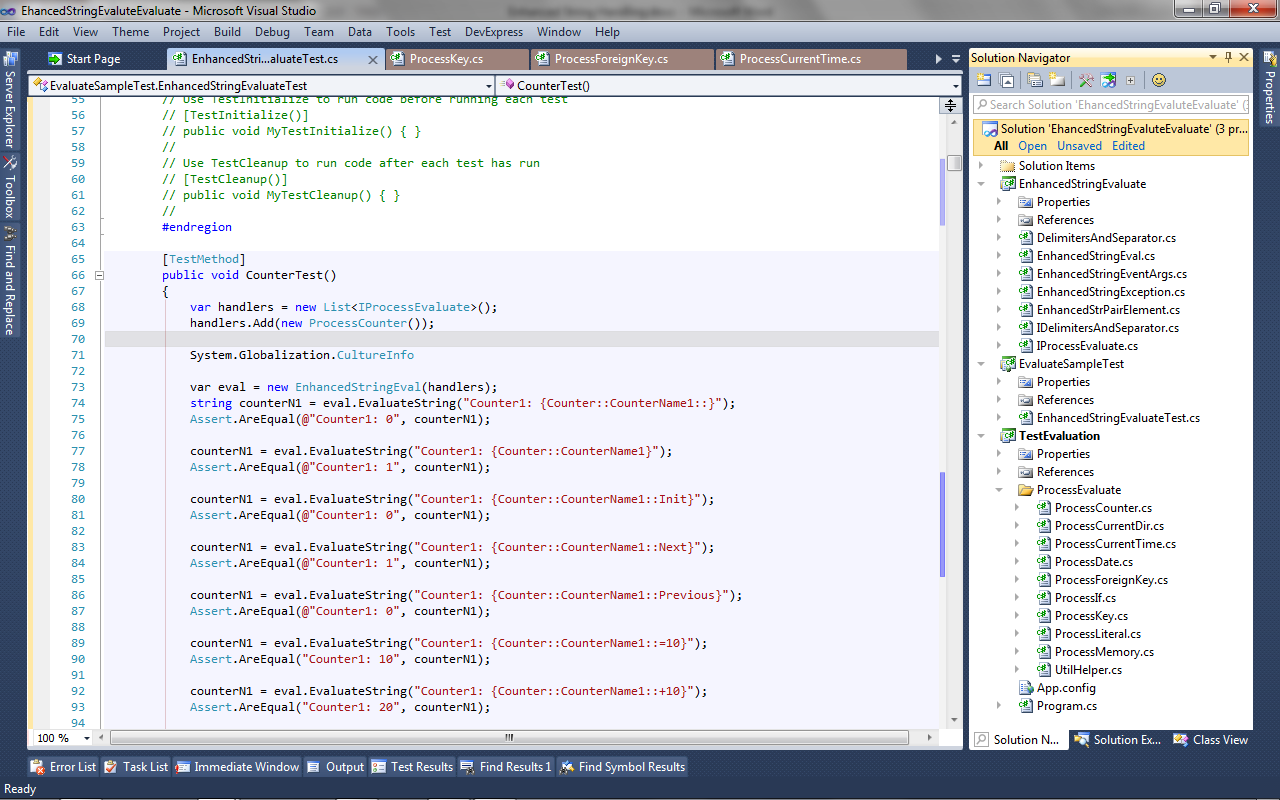 EhancedStringEvaluteEvaluate - Microsoft Visual Studio
File Edit View Theme Project Build Debug Team Data Tools Test DevExpress Window Help
Start Page EnhancedStri...aluateTest.cs ProcessKey.cs ProcessForeignKey.cs ProcessCurrentTime.cs
EvaluateSampleTest.EnhancedStringEvaluateTest CounterTest()
Server Explorer
Toolbox
Find and Replace
55 // Use TestInitialize to run code before running each test
56 // [TestInitialize()]
57 // public void MyTestInitialize() { }
58 //
59 // Use TestCleanup to run code after each test has run
60 // [TestCleanup()]
61 // public void MyTestCleanup() { }
62 //
63 #endregion
64
65 [TestMethod]
66 public void CounterTest()
67 {
68 var handlers = new List<IProcessEvaluate>();
69 handlers.Add(new ProcessCounter());
70
71 System.Globalization.CultureInfo
72
73 var eval = new EnhancedStringEval(handlers);
74 string counterN1 = eval.EvaluateString("Counter1: {Counter::CounterName1::}");
75 Assert.AreEqual(@"Counter1: 0", counterN1);
76
77 counterN1 = eval.EvaluateString("Counter1: {Counter::CounterName1}");
78 Assert.AreEqual(@"Counter1: 1", counterN1);
79
80 counterN1 = eval.EvaluateString("Counter1: {Counter::CounterName1::Init}");
81 Assert.AreEqual(@"Counter1: 0", counterN1);
82
83 counterN1 = eval.EvaluateString("Counter1: {Counter::CounterName1::Next}");
84 Assert.AreEqual(@"Counter1: 1", counterN1);
85
86 counterN1 = eval.EvaluateString("Counter1: {Counter::CounterName1::Previous}");
87 Assert.AreEqual(@"Counter1: 0", counterN1);
88
89 counterN1 = eval.EvaluateString("Counter1: {Counter::CounterName1::=10}");
90 Assert.AreEqual("Counter1: 10", counterN1);
91
92 counterN1 = eval.EvaluateString("Counter1: {Counter::CounterName1::+10}");
93 Assert.AreEqual("Counter1: 20", counterN1);
94
100 %
Solution Navigator
Search Solution 'EhancedStringEvaluteEvaluate' (
Solution 'EhancedStringEvaluteEvaluate' (3 pr...
All Open Unsaved Edited
Solution Items
EnhancedStringEvaluate
Properties
References
DelimitersAndSeparator.cs
EnhancedStringEval.cs
EnhancedStringEventArgs.cs
EnhancedStringException.cs
EnhancedStrPairElement.cs
IDelimitersAndSeparator.cs
IProcessEvaluate.cs
EvaluateSampleTest
Properties
References
EnhancedStringEvaluateTest.cs
TestEvaluation
Properties
References
ProcessEvaluate
ProcessCounter.cs
ProcessCurrentDir.cs
ProcessCurrentTime.cs
ProcessDate.cs
ProcessForeignKey.cs
ProcessIf.cs
ProcessKey.cs
ProcessLiteral.cs
ProcessMemory.cs
UtilHelper.cs
App.config
Program.cs
Solution N... Solution Ex... Class View
Properties
Error List Task List Immediate Window Output Test Results Find Results 1 Find Symbol Results
Ready